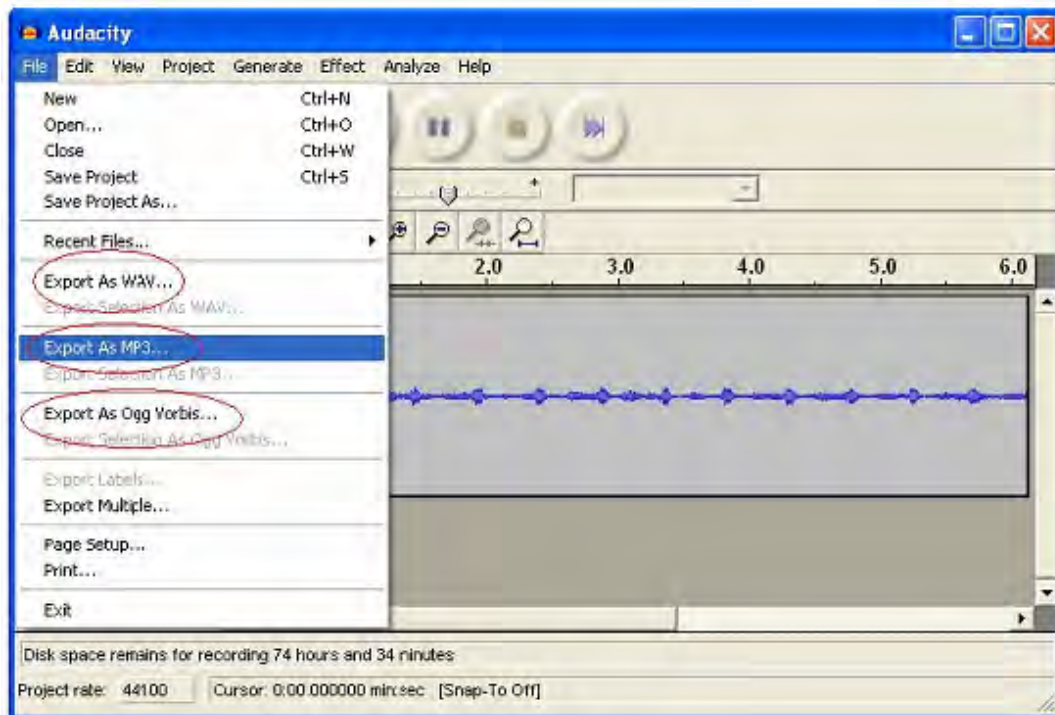 Audacity
File Edit View Project Generate Effect Analyze Help
New Ctrl+N
Open... Ctrl+O
Close Ctrl+W
Save Project Ctrl+S
Save Project As...
Recent Files...
Export As WAV...
Export Selection As WAV...
Export As MP3...
Export Selection As MP3...
Export As Ogg Vorbis...
Export Selection As Ogg Vorbis...
Export Labels...
Export Multiple...
Page Setup...
Print...
Exit
2.0 3.0 4.0 5.0 6.0
Disk space remains for recording 74 hours and 34 minutes
Project rate: 44100 Cursor: 0:00.000000 min:sec [Snap-To Off]